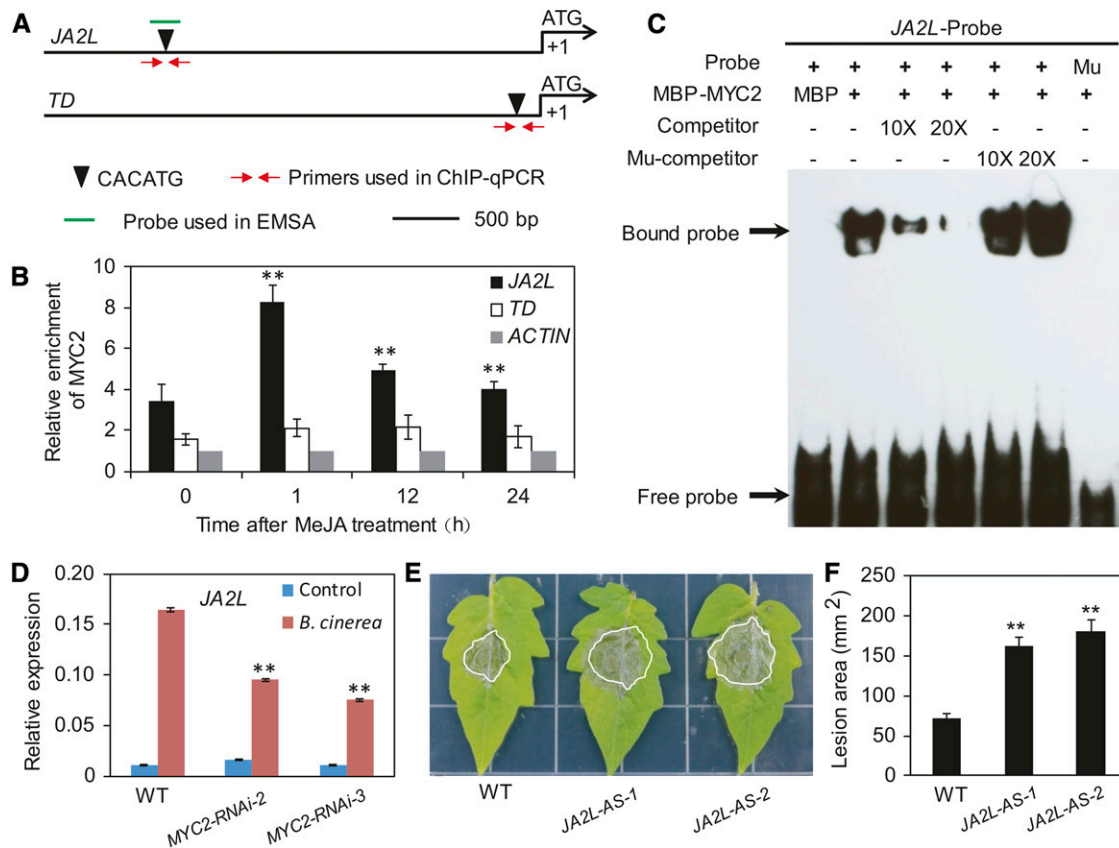 A
JA2L
ATG
+1
TD
ATG
+1
CACATG
Primers used in ChIP-qPCR
Probe used in EMSA
500 bp
B
Relative enrichment
of MYC2
10
8
6
4
2
0
**
**
**
JA2L
TD
ACTIN
0 1 12 24
Time after MeJA treatment (h)
C
JA2L-Probe
Probe + + + + + + Mu
MBP-MYC2 MBP + + + + + +
Competitor - - 10X 20X - - -
Mu-competitor - - - - 10X 20X -
Bound probe
Free probe
D
Relative expression
0.20
0.15
0.10
0.05
0
JA2L
Control
B. cinerea
**
**
WT MYC2-RNAi-2 MYC2-RNAi-3
E
WT JA2L-AS-1 JA2L-AS-2
F
Lesion area (mm²)
250
200
150
100
50
0
**
**
WT JA2L-AS-1 JA2L-AS-2